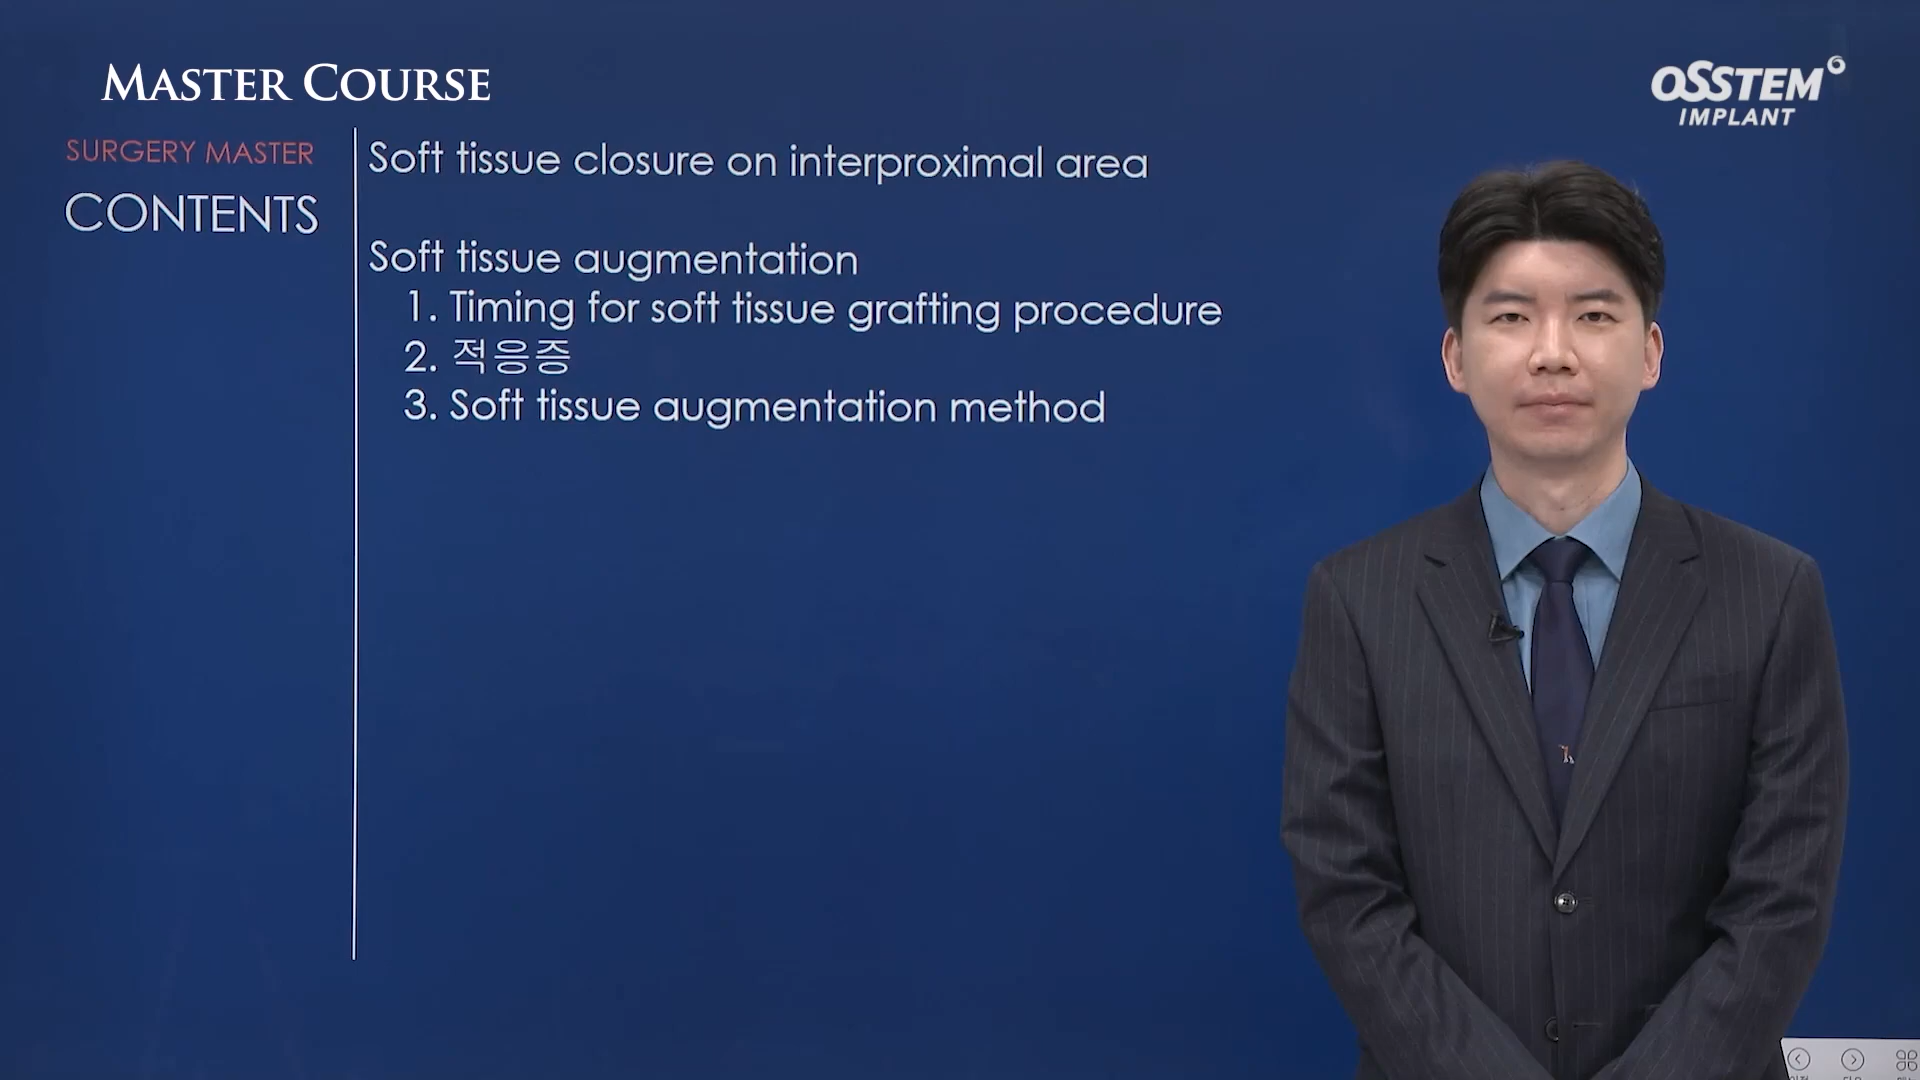 MASTER COURSE
OSSTEM
IMPLANT
SURGERY MASTER
CONTENTS
Soft tissue closure on interproximal area
Soft tissue augmentation
1. Timing for soft tissue grafting procedure
2. 적응증
3. Soft tissue augmentation method